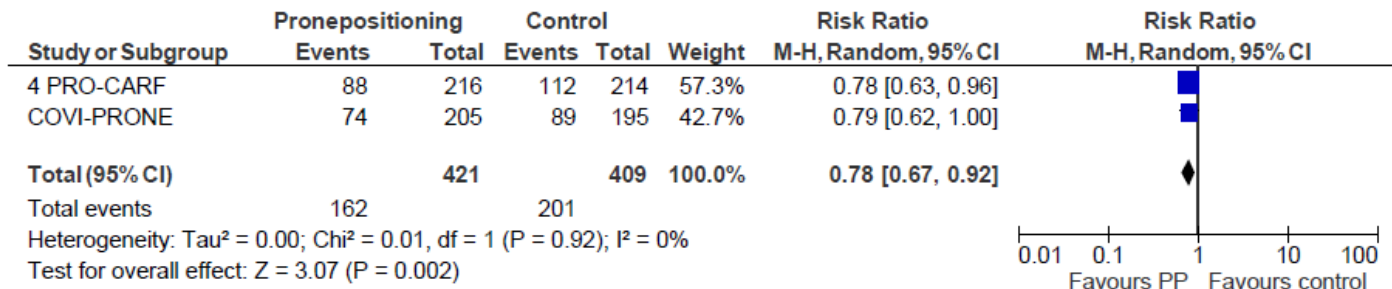 Pronepositioning Control Risk Ratio Risk Ratio
Study or Subgroup Events Total Events Total Weight M-H, Random, 95% CI M-H, Random, 95% CI
4 PRO-CARF 88 216 112 214 57.3% 0.78 [0.63, 0.96]
COVI-PRONE 74 205 89 195 42.7% 0.79 [0.62, 1.00]
Total (95% CI) 421 409 100.0% 0.78 [0.67, 0.92]
Total events 162 201
Heterogeneity: Tau² = 0.00; Chi² = 0.01, df = 1 (P = 0.92); I² = 0%
Test for overall effect: Z = 3.07 (P = 0.002)
0.01 0.1 1 10 100
Favours PP Favours control